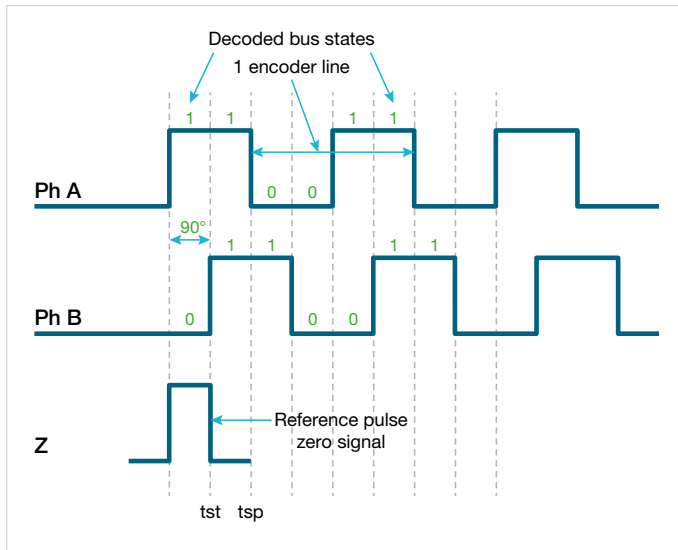 Decoded bus states
1 encoder line
1 1 1 1
0 0
Ph A
90°
1 1 1 1
0 0 0
Ph B
Reference pulse
zero signal
Z
tst tsp